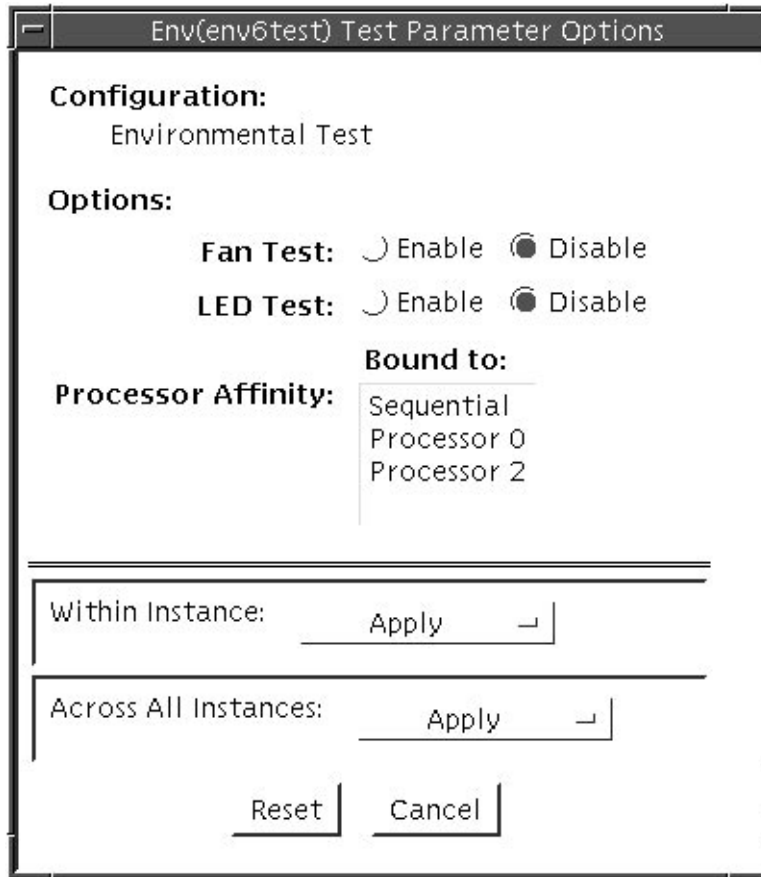 Env(env6test) Test Parameter Options
Configuration:
Environmental Test
Options:
Fan Test: Enable Disable
LED Test: Enable Disable
Bound to:
Processor Affinity:
Sequential
Processor 0
Processor 2
Within Instance: Apply
Across All Instances: Apply
Reset Cancel